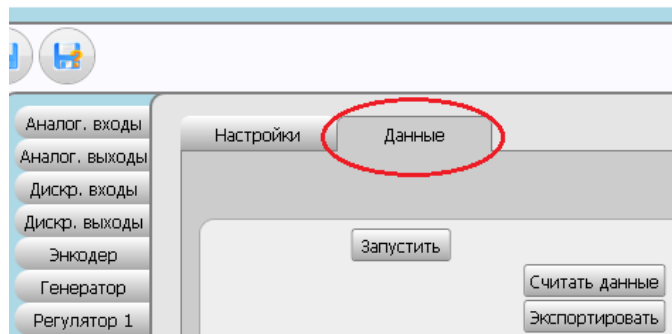 Аналог. входы
Аналог. выходы
Дискр. входы
Дискр. выходы
Энкодер
Генератор
Регулятор 1
Настройки
Данные
Запустить
Считать данные
Экспортировать